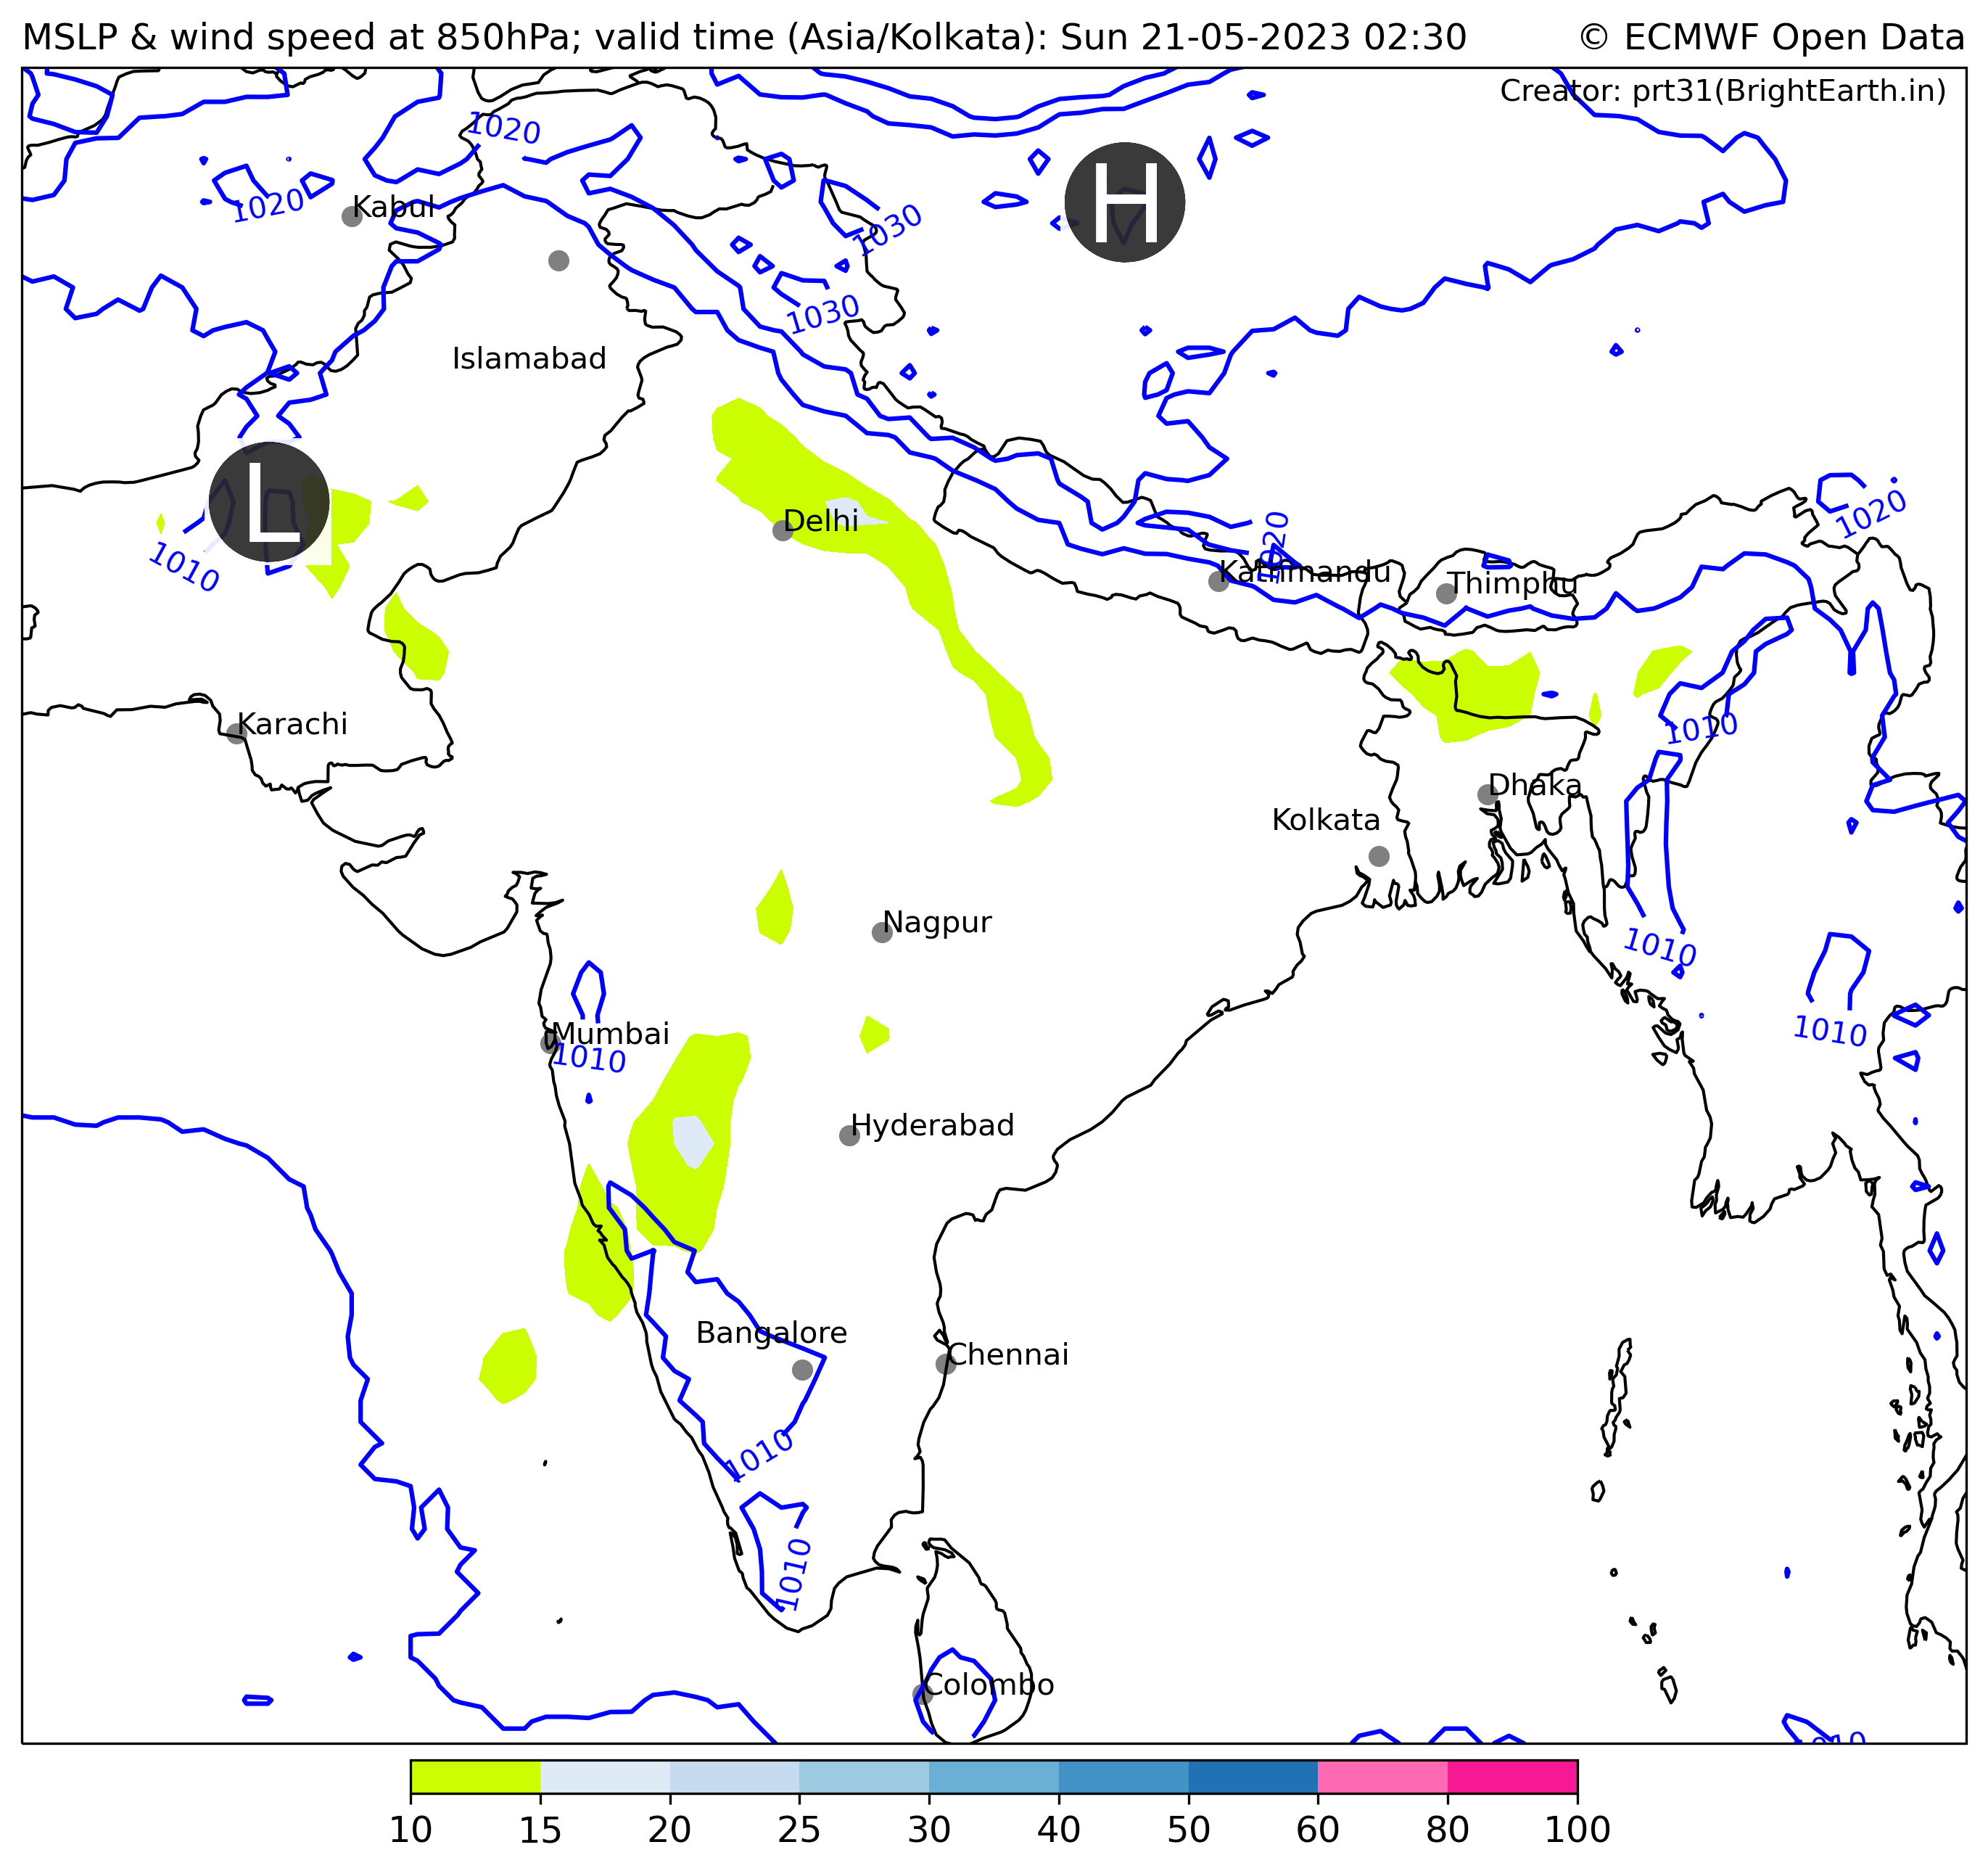 MSLP & wind speed at 850hPa; valid time (Asia/Kolkata): Sun 21-05-2023 02:30
© ECMWF Open Data
Creator: prt31(BrightEarth.in)
1020
H
1020
Kabul
1030
1030
Islamabad
L
1020
Delhi
1020
1010
Kathmandu
Thimphu
Karachi
1010
Dhaka
Kolkata
Nagpur
1010
Mumbai
1010
1010
Hyderabad
Bangalore
Chennai
1010
1010
Colombo
1010
10 15 20 25 30 40 50 60 80 100